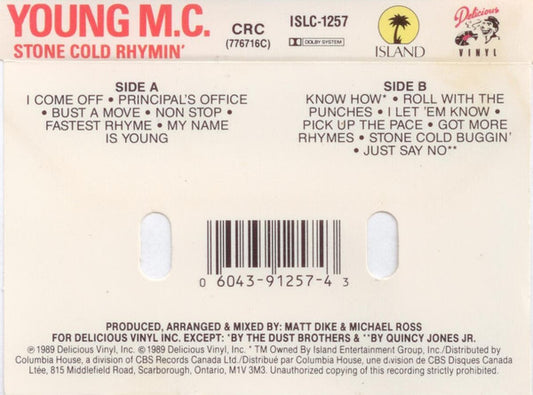 YOUNG M.C.
STONE COLD RHYMIN'
CRC
(776716C)
ISLC-1257
DOLBY SYSTEM
ISLAND
Delicious
VINYL
SIDE A
I COME OFF • PRINCIPAL'S OFFICE
• BUST A MOVE • NON STOP •
FASTEST RHYME • MY NAME
IS YOUNG
SIDE B
KNOW HOW* • ROLL WITH THE
PUNCHES • I LET 'EM KNOW •
PICK UP THE PACE • GOT MORE
RHYMES • STONE COLD BUGGIN'
• JUST SAY NO**
0 6043-91257-4 3
PRODUCED, ARRANGED & MIXED BY: MATT DIKE & MICHAEL ROSS
FOR DELICIOUS VINYL INC. EXCEPT: *BY THE DUST BROTHERS & **BY QUINCY JONES JR.
℗ 1989 Delicious Vinyl, Inc. © 1989 Delicious Vinyl, Inc. * TM Owned By Island Entertainment Group, Inc./Distributed by
Columbia House, a division of CBS Records Canada Ltd./Distribué par Columbia House, une division de CBS Disques Canada
Ltée, 815 Middlefield Road, Scarborough, Ontario, M1V 3M3. Unauthorized copying of this recording strictly prohibited.